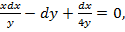 xdx/y − dy + dx/4y = 0,